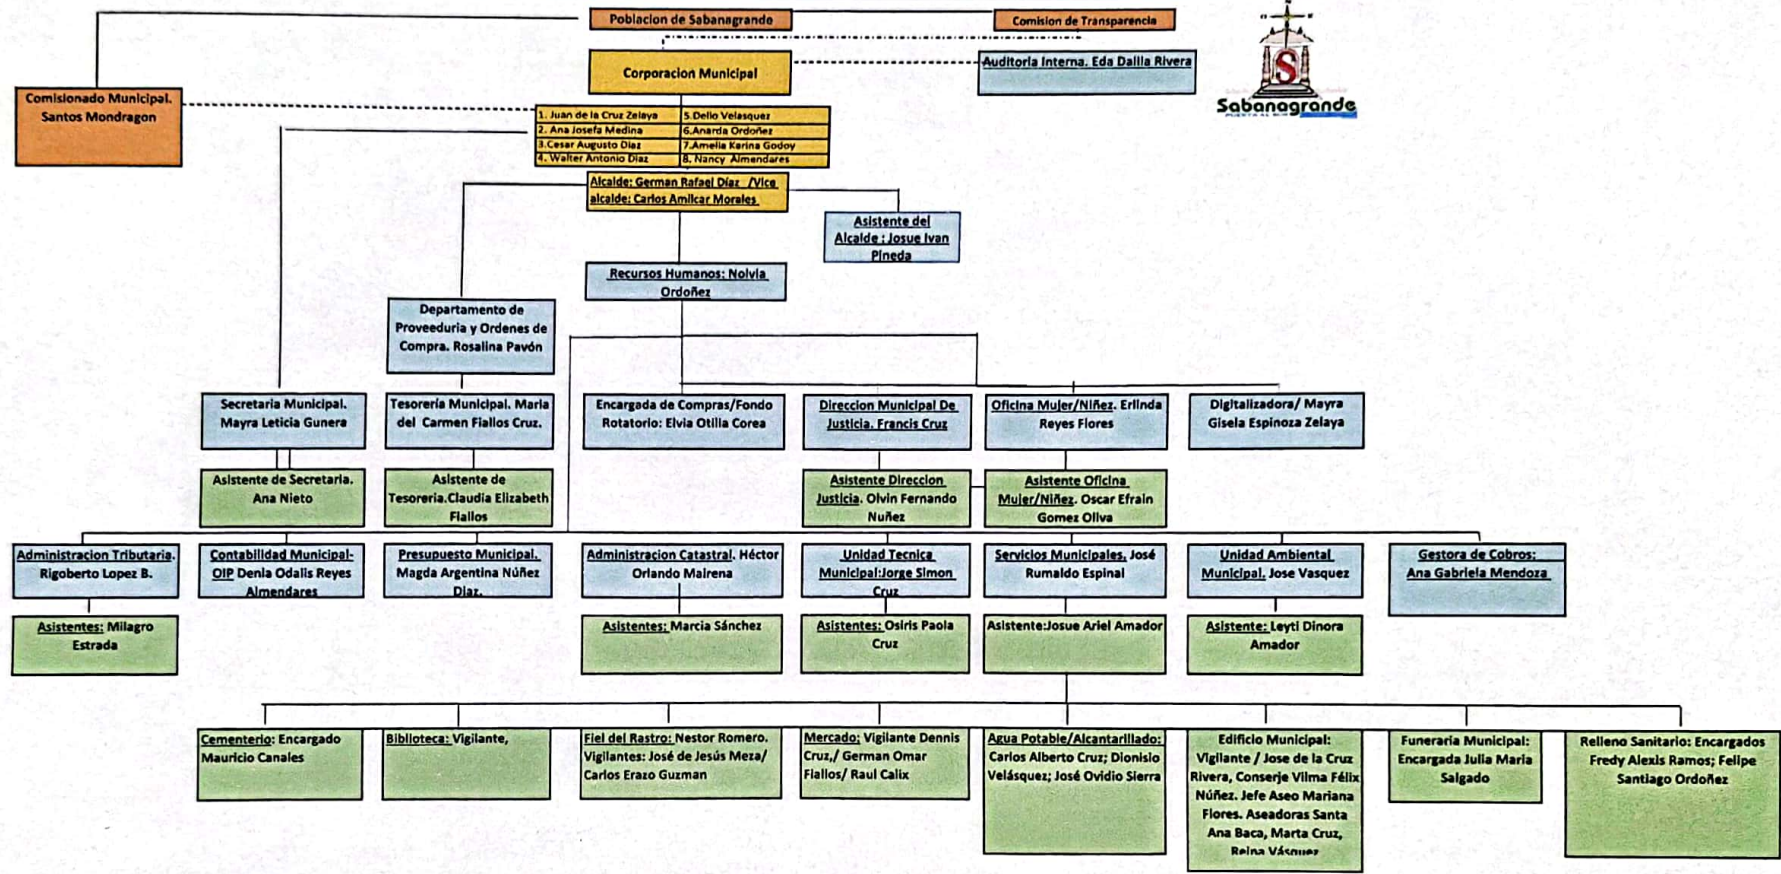 Poblacion de Sabanagrande
Comision de Transparencia
Corporacion Municipal
Auditoria Interna. Eda Dalila Rivera
S
Sabanagrande
Comisionado Municipal.
Santos Mondragon
1. Juan de la Cruz Zelaya
5.Delio Velasquez
2. Ana Josefa Medina
6.Anarda Ordoñez
3.Cesar Augusto Diaz
7.Amelia Karina Godoy
4. Walter Antonio Diaz
8. Nancy Almendares
Alcalde: German Rafael Díaz /Vice
alcalde: Carlos Amilcar Morales
Asistente del
Alcalde : Josue Ivan
Pineda
Recursos Humanos: Nolvia
Ordoñez
Departamento de
Proveeduria y Ordenes de
Compra. Rosalina Pavón
Secretaria Municipal.
Mayra Leticia Gunera
Tesorería Municipal. Maria
del Carmen Fiallos Cruz.
Encargada de Compras/Fondo
Rotatorio: Elvia Otilia Corea
Direccion Municipal De
Justicia. Francis Cruz
Oficina Mujer/Niñez. Erlinda
Reyes Flores
Digitalizadora/ Mayra
Gisela Espinoza Zelaya
Asistente de Secretaria.
Ana Nieto
Asistente de
Tesoreria.Claudia Elizabeth
Fiallos
Asistente Direccion
Justicia. Olvin Fernando
Nuñez
Asistente Oficina
Mujer/Niñez. Oscar Efrain
Gomez Oliva
Administracion Tributaria.
Rigoberto Lopez B.
Contabilidad Municipal-
OIP Denia Odalis Reyes
Almendares
Presupuesto Municipal.
Magda Argentina Núñez
Diaz.
Administracion Catastral. Héctor
Orlando Mairena
Unidad Tecnica
Municipal:Jorge Simon
Cruz
Servicios Municipales. José
Rumaldo Espinal
Unidad Ambiental
Municipal. Jose Vasquez
Gestora de Cobros:
Ana Gabriela Mendoza
Asistentes: Milagro
Estrada
Asistentes: Marcia Sánchez
Asistentes: Osiris Paola
Cruz
Asistente:Josue Ariel Amador
Asistente: Leyti Dinora
Amador
Cementerio: Encargado
Mauricio Canales
Biblioteca: Vigilante,
Fiel del Rastro: Nestor Romero.
Vigilantes: José de Jesús Meza/
Carlos Erazo Guzman
Mercado: Vigilante Dennis
Cruz,/ German Omar
Fiallos/ Raul Calix
Agua Potable/Alcantarillado:
Carlos Alberto Cruz; Dionisio
Velásquez; José Ovidio Sierra
Edificio Municipal:
Vigilante / Jose de la Cruz
Rivera, Conserje Vilma Félix
Núñez. Jefe Aseo Mariana
Flores. Aseadoras Santa
Ana Baca, Marta Cruz,
Reina Vásquez
Funeraria Municipal:
Encargada Julia Maria
Salgado
Relleno Sanitario: Encargados
Fredy Alexis Ramos; Felipe
Santiago Ordoñez